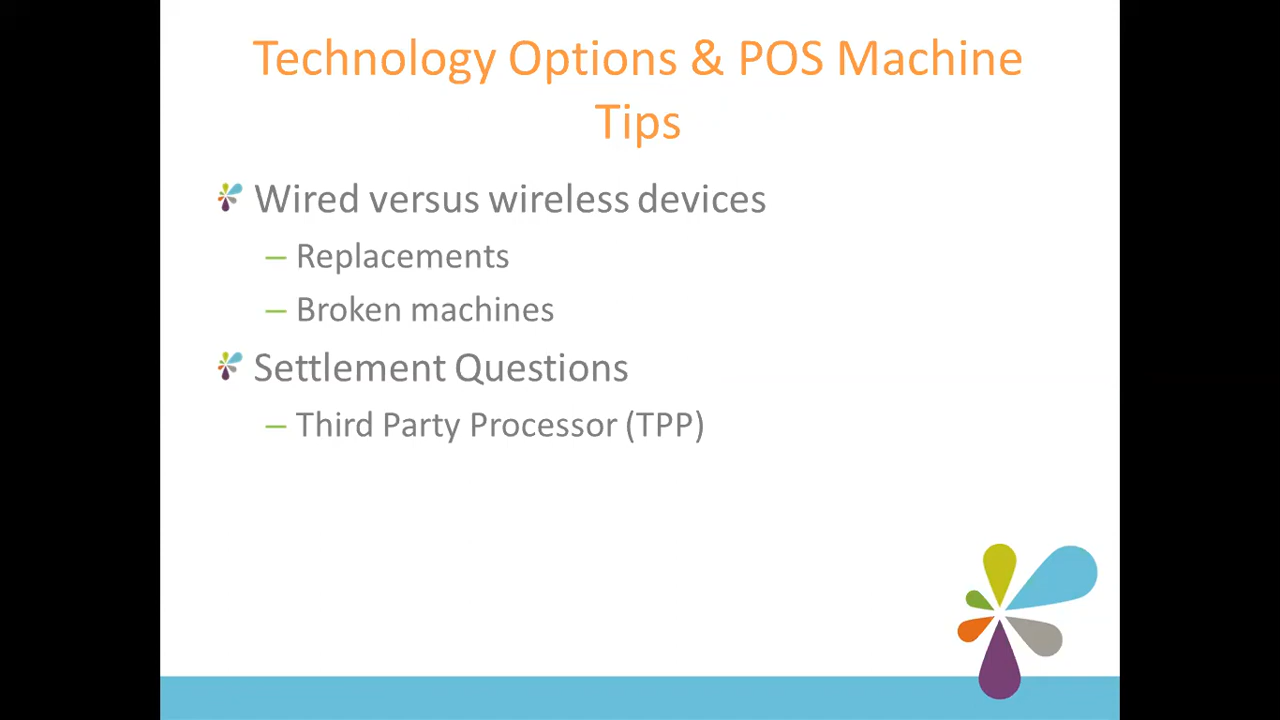 Technology Options & POS Machine
Tips
Wired versus wireless devices
– Replacements
– Broken machines
Settlement Questions
– Third Party Processor (TPP)